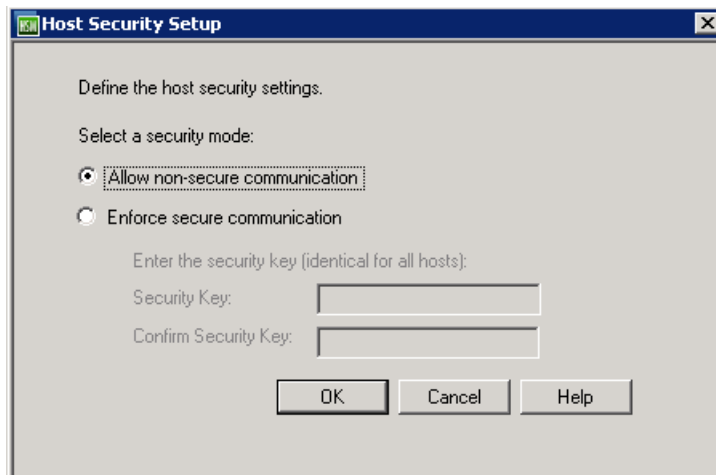 HSM Host Security Setup
Define the host security settings.
Select a security mode:
Allow non-secure communication
Enforce secure communication
Enter the security key (identical for all hosts):
Security Key:
Confirm Security Key:
OK Cancel Help